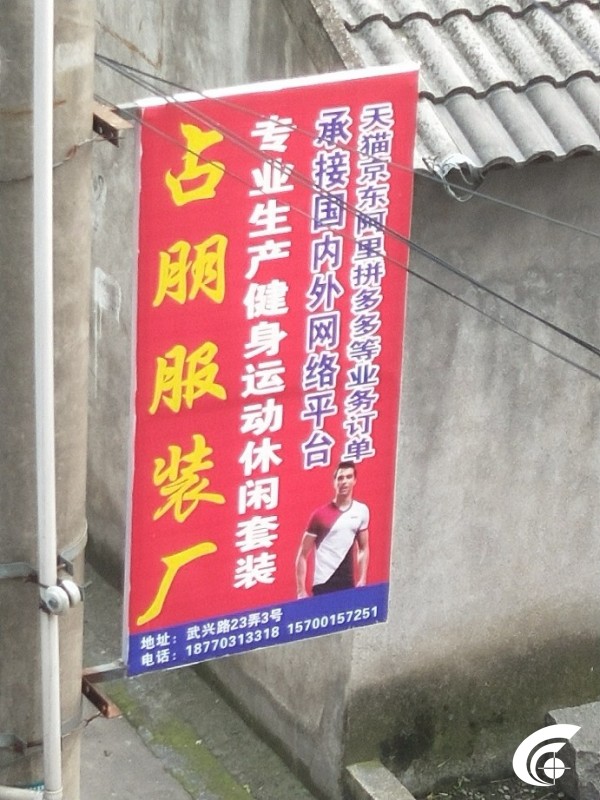 占朋服装厂
专业生产健身运动休闲套装
承接国内外网络平台
天猫京东阿里拼多多等业务订单
地址：武兴路23弄3号
电话：18770313318 15700157251